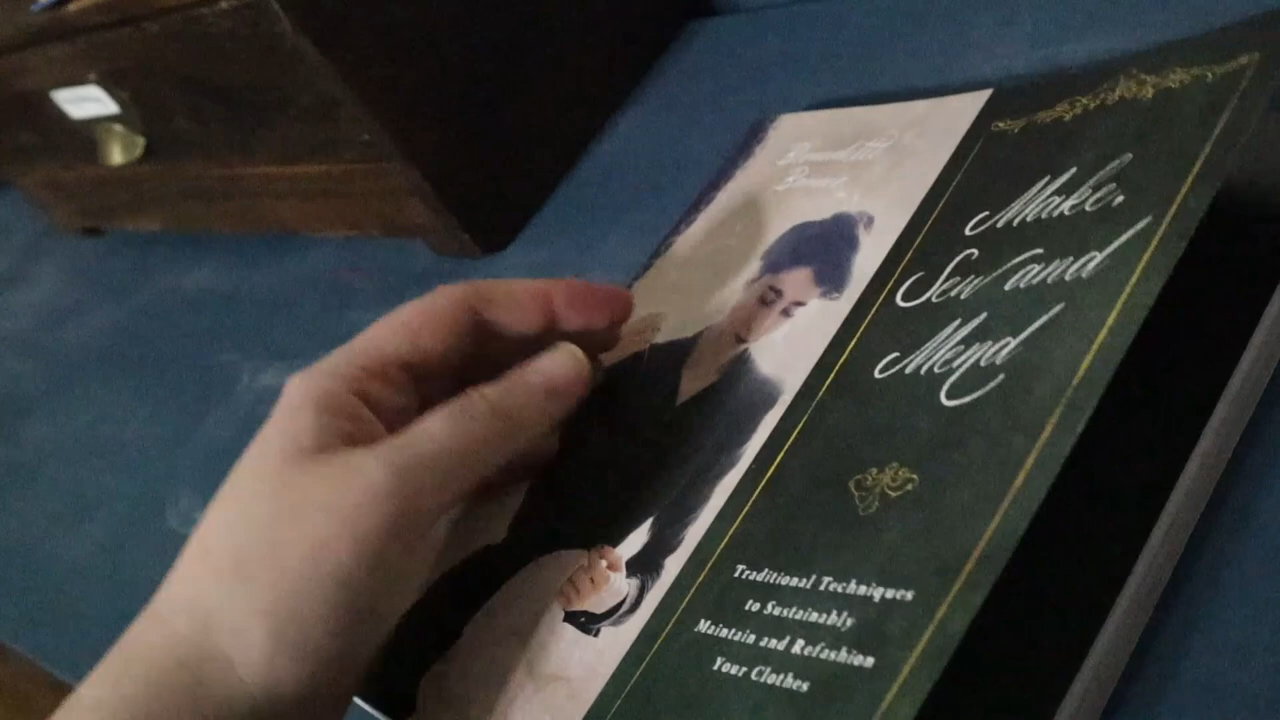 Make,
Sew and
Mend
Traditional Techniques
to Sustainably
Maintain and Refashion
Your Clothes